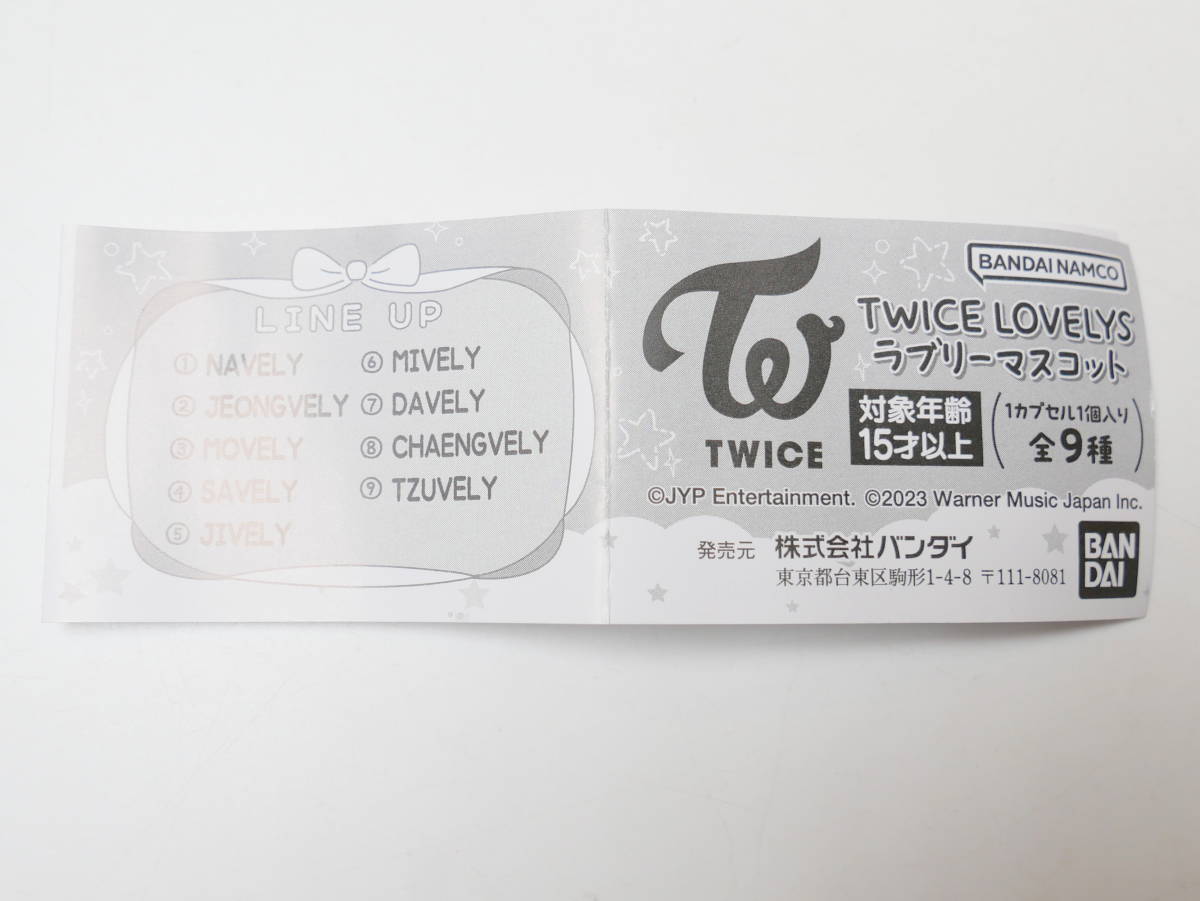 LINE UP
① NAVELY
② JEONGVELY
③ MOVELY
④ SAVELY
⑤ JIVELY
⑥ MIVELY
⑦ DAVELY
⑧ CHAENGVELY
⑨ TZUVELY
TWICE
BANDAI NAMCO
TWICE LOVELYS
ラブリーマスコット
対象年齢
15才以上
(1カプセル1個入り
全9種)
©JYP Entertainment. ©2023 Warner Music Japan Inc.
発売元 株式会社バンダイ
東京都台東区駒形1-4-8 〒111-8081
BAN
DAI